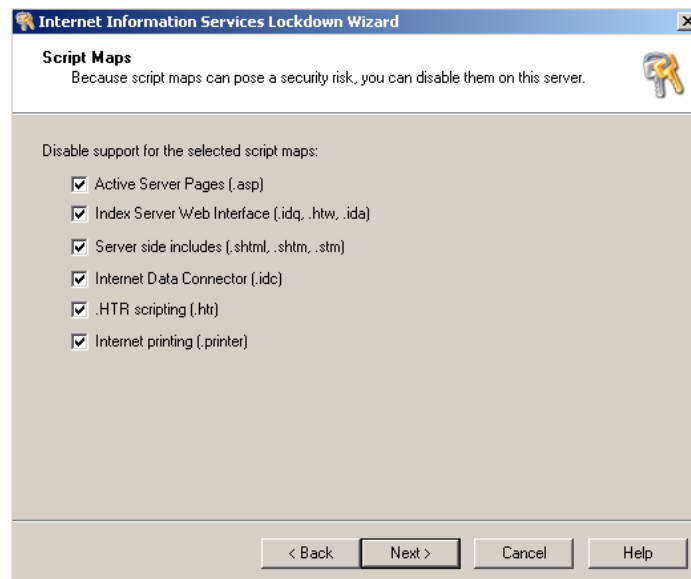 Internet Information Services Lockdown Wizard
Script Maps
Because script maps can pose a security risk, you can disable them on this server.
Disable support for the selected script maps:
Active Server Pages (.asp)
Index Server Web Interface (.idq, .htw, .ida)
Server side includes (.shtml, .shtm, .stm)
Internet Data Connector (.idc)
.HTR scripting (.htr)
Internet printing (.printer)
< Back Next > Cancel Help